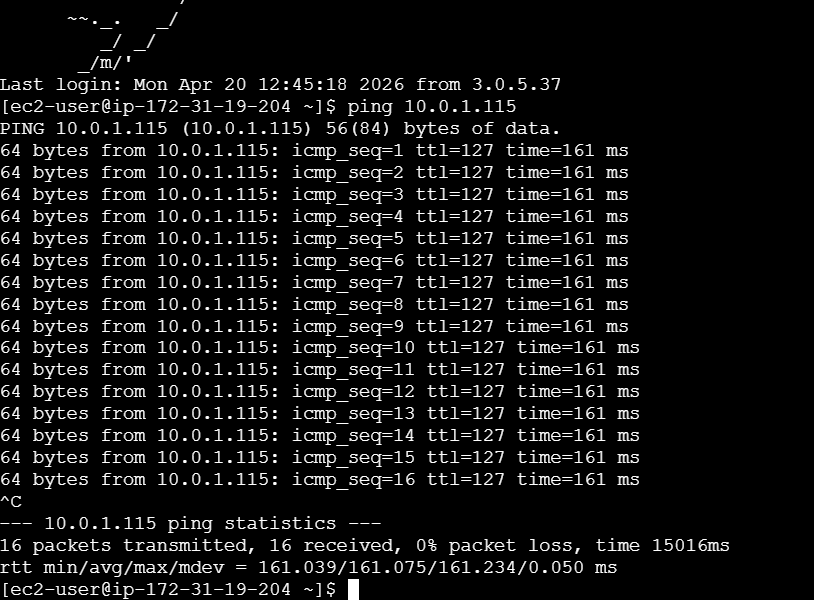 ~~._.   _/
_/ _/
_/m/'
Last login: Mon Apr 20 12:45:18 2026 from 3.0.5.37
[ec2-user@ip-172-31-19-204 ~]$ ping 10.0.1.115
PING 10.0.1.115 (10.0.1.115) 56(84) bytes of data.
64 bytes from 10.0.1.115: icmp_seq=1 ttl=127 time=161 ms
64 bytes from 10.0.1.115: icmp_seq=2 ttl=127 time=161 ms
64 bytes from 10.0.1.115: icmp_seq=3 ttl=127 time=161 ms
64 bytes from 10.0.1.115: icmp_seq=4 ttl=127 time=161 ms
64 bytes from 10.0.1.115: icmp_seq=5 ttl=127 time=161 ms
64 bytes from 10.0.1.115: icmp_seq=6 ttl=127 time=161 ms
64 bytes from 10.0.1.115: icmp_seq=7 ttl=127 time=161 ms
64 bytes from 10.0.1.115: icmp_seq=8 ttl=127 time=161 ms
64 bytes from 10.0.1.115: icmp_seq=9 ttl=127 time=161 ms
64 bytes from 10.0.1.115: icmp_seq=10 ttl=127 time=161 ms
64 bytes from 10.0.1.115: icmp_seq=11 ttl=127 time=161 ms
64 bytes from 10.0.1.115: icmp_seq=12 ttl=127 time=161 ms
64 bytes from 10.0.1.115: icmp_seq=13 ttl=127 time=161 ms
64 bytes from 10.0.1.115: icmp_seq=14 ttl=127 time=161 ms
64 bytes from 10.0.1.115: icmp_seq=15 ttl=127 time=161 ms
64 bytes from 10.0.1.115: icmp_seq=16 ttl=127 time=161 ms
^C
--- 10.0.1.115 ping statistics ---
16 packets transmitted, 16 received, 0% packet loss, time 15016ms
rtt min/avg/max/mdev = 161.039/161.075/161.234/0.050 ms
[ec2-user@ip-172-31-19-204 ~]$